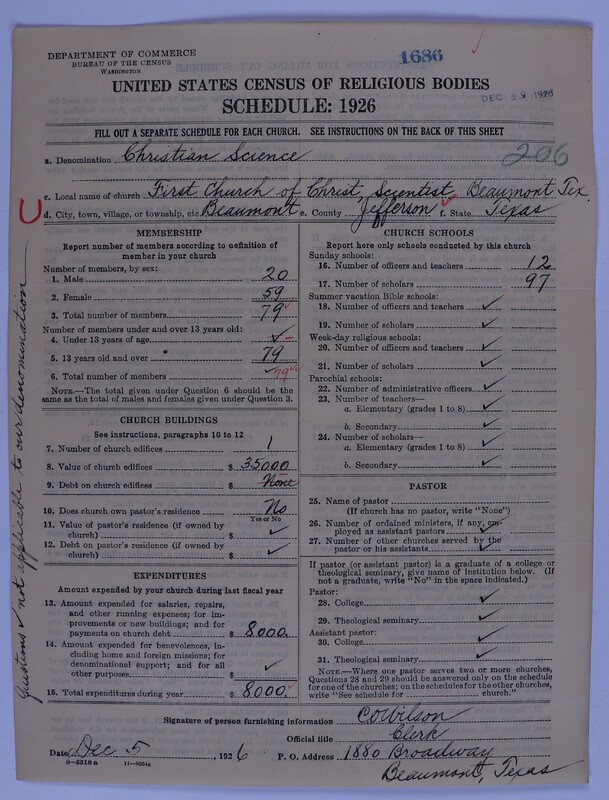 DEPARTMENT OF COMMERCE
BUREAU OF THE CENSUS
WASHINGTON
1686
UNITED STATES CENSUS OF RELIGIOUS BODIES
DEC 29 1926
SCHEDULE: 1926
FILL OUT A SEPARATE SCHEDULE FOR EACH CHURCH. SEE INSTRUCTIONS ON THE BACK OF THIS SHEET
206
a. Denomination Christian Science
c. Local name of church First Church of Christ, Scientist, Beaumont Tex.
d. City, town, village, or township, etc. Beaumont e. County Jefferson f. State Texas
MEMBERSHIP
Report number of members according to definition of
member in your church
Number of members, by sex:
1. Male 20
2. Female 59
3. Total number of members 79
Number of members under and over 13 years old:
4. Under 13 years of age ✓
5. 13 years old and over 79
6. Total number of members 79
NOTE.—The total given under Question 6 should be
the same as the total of males and females given under Question 3.
CHURCH BUILDINGS
See instructions, paragraphs 10 to 12
7. Number of church edifices 1
8. Value of church edifices $ 35000
9. Debt on church edifices $ None
10. Does church own pastor's residence No
Yes or No
11. Value of pastor's residence (if owned by
church) $ ✓
12. Debt on pastor's residence (if owned by
church) $ ✓
EXPENDITURES
Amount expended by your church during last fiscal year
13. Amount expended for salaries, repairs,
and other running expenses; for im-
provements or new buildings; and for
payments on church debt $ 8000.
14. Amount expended for benevolences, in-
cluding home and foreign missions; for
denominational support; and for all
other purposes $ ✓
15. Total expenditures during year $ 8000.
CHURCH SCHOOLS
Report here only schools conducted by this church
Sunday schools:
16. Number of officers and teachers 12
17. Number of scholars 97
Summer vacation Bible schools:
18. Number of officers and teachers ✓
19. Number of scholars ✓
Week-day religious schools:
20. Number of officers and teachers ✓
21. Number of scholars ✓
Parochial schools:
22. Number of administrative officers ✓
23. Number of teachers—
a. Elementary (grades 1 to 8) ✓
b. Secondary ✓
24. Number of scholars—
a. Elementary (grades 1 to 8) ✓
b. Secondary ✓
PASTOR
25. Name of pastor ✓
(If church has no pastor, write "None")
26. Number of ordained ministers, if any, em-
ployed as assistant pastors ✓
27. Number of other churches served by the
pastor or his assistants ✓
If pastor (or assistant pastor) is a graduate of a college or
theological seminary, give name of institution below. (If
not a graduate, write "No" in the space indicated.)
Pastor:
28. College ✓
29. Theological seminary ✓
Assistant pastor:
30. College ✓
31. Theological seminary ✓
NOTE.—Where one pastor serves two or more churches,
Questions 28 and 29 should be answered only on the schedule
for one of the churches; on the schedules for the other churches,
write "See schedule for church."
Questions ✓ not applicable to our denomination
Signature of person furnishing information C O Wilson
Official title Clerk
Date Dec 5, 1926 P. O. Address 1880 Broadway
Beaumont, Texas